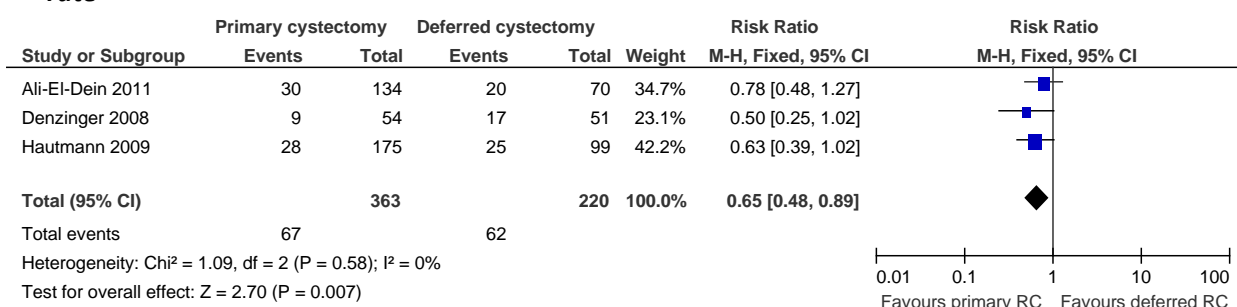 Primary cystectomy Deferred cystectomy Risk Ratio Risk Ratio
Study or Subgroup Events Total Events Total Weight M-H, Fixed, 95% CI M-H, Fixed, 95% CI
Ali-El-Dein 2011 30 134 20 70 34.7% 0.78 [0.48, 1.27]
Denzinger 2008 9 54 17 51 23.1% 0.50 [0.25, 1.02]
Hautmann 2009 28 175 25 99 42.2% 0.63 [0.39, 1.02]
Total (95% CI) 363 220 100.0% 0.65 [0.48, 0.89]
Total events 67 62
Heterogeneity: Chi² = 1.09, df = 2 (P = 0.58); I² = 0%
Test for overall effect: Z = 2.70 (P = 0.007)
0.01 0.1 1 10 100
Favours primary RC Favours deferred RC